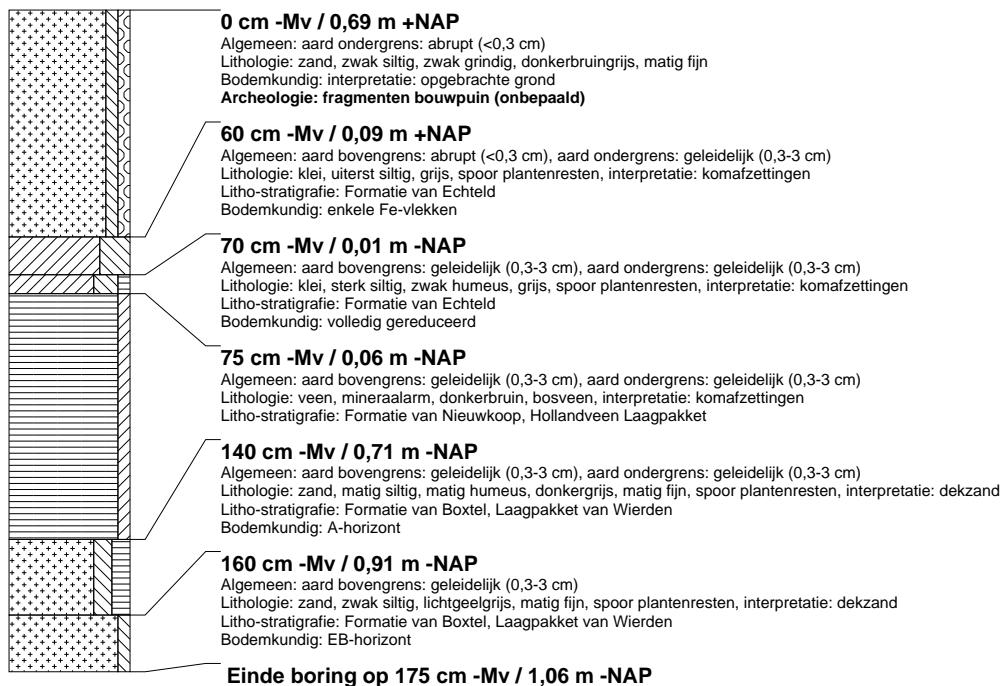 0 cm -Mv / 0,69 m +NAP
Algemeen: aard ondergrens: abrupt (<0,3 cm)
Lithologie: zand, zwak siltig, zwak grindig, donkerbruingrijs, matig fijn
Bodemkundig: interpretatie: opgebrachte grond
Archeologie: fragmenten bouwpuin (onbepaald)
60 cm -Mv / 0,09 m +NAP
Algemeen: aard bovengrens: abrupt (<0,3 cm), aard ondergrens: geleidelijk (0,3-3 cm)
Lithologie: klei, uiterst siltig, grijs, spoor plantenresten, interpretatie: komafzettingen
Litho-stratigrafie: Formatie van Echteld
Bodemkundig: enkele Fe-vlekken
70 cm -Mv / 0,01 m -NAP
Algemeen: aard bovengrens: geleidelijk (0,3-3 cm), aard ondergrens: geleidelijk (0,3-3 cm)
Lithologie: klei, sterk siltig, zwak humeus, grijs, spoor plantenresten, interpretatie: komafzettingen
Litho-stratigrafie: Formatie van Echteld
Bodemkundig: volledig gereduceerd
75 cm -Mv / 0,06 m -NAP
Algemeen: aard bovengrens: geleidelijk (0,3-3 cm), aard ondergrens: geleidelijk (0,3-3 cm)
Lithologie: veen, mineraalarm, donkerbruin, bosveen, interpretatie: komafzettingen
Litho-stratigrafie: Formatie van Nieuwkoop, Hollandveen Laagpakket
140 cm -Mv / 0,71 m -NAP
Algemeen: aard bovengrens: geleidelijk (0,3-3 cm), aard ondergrens: geleidelijk (0,3-3 cm)
Lithologie: zand, matig siltig, matig humeus, donkergrijs, matig fijn, spoor plantenresten, interpretatie: dekzand
Litho-stratigrafie: Formatie van Boxtel, Laagpakket van Wierden
Bodemkundig: A-horizont
160 cm -Mv / 0,91 m -NAP
Algemeen: aard bovengrens: geleidelijk (0,3-3 cm)
Lithologie: zand, zwak siltig, lichtgeelgrijs, matig fijn, spoor plantenresten, interpretatie: dekzand
Litho-stratigrafie: Formatie van Boxtel, Laagpakket van Wierden
Bodemkundig: EB-horizont
Einde boring op 175 cm -Mv / 1,06 m -NAP